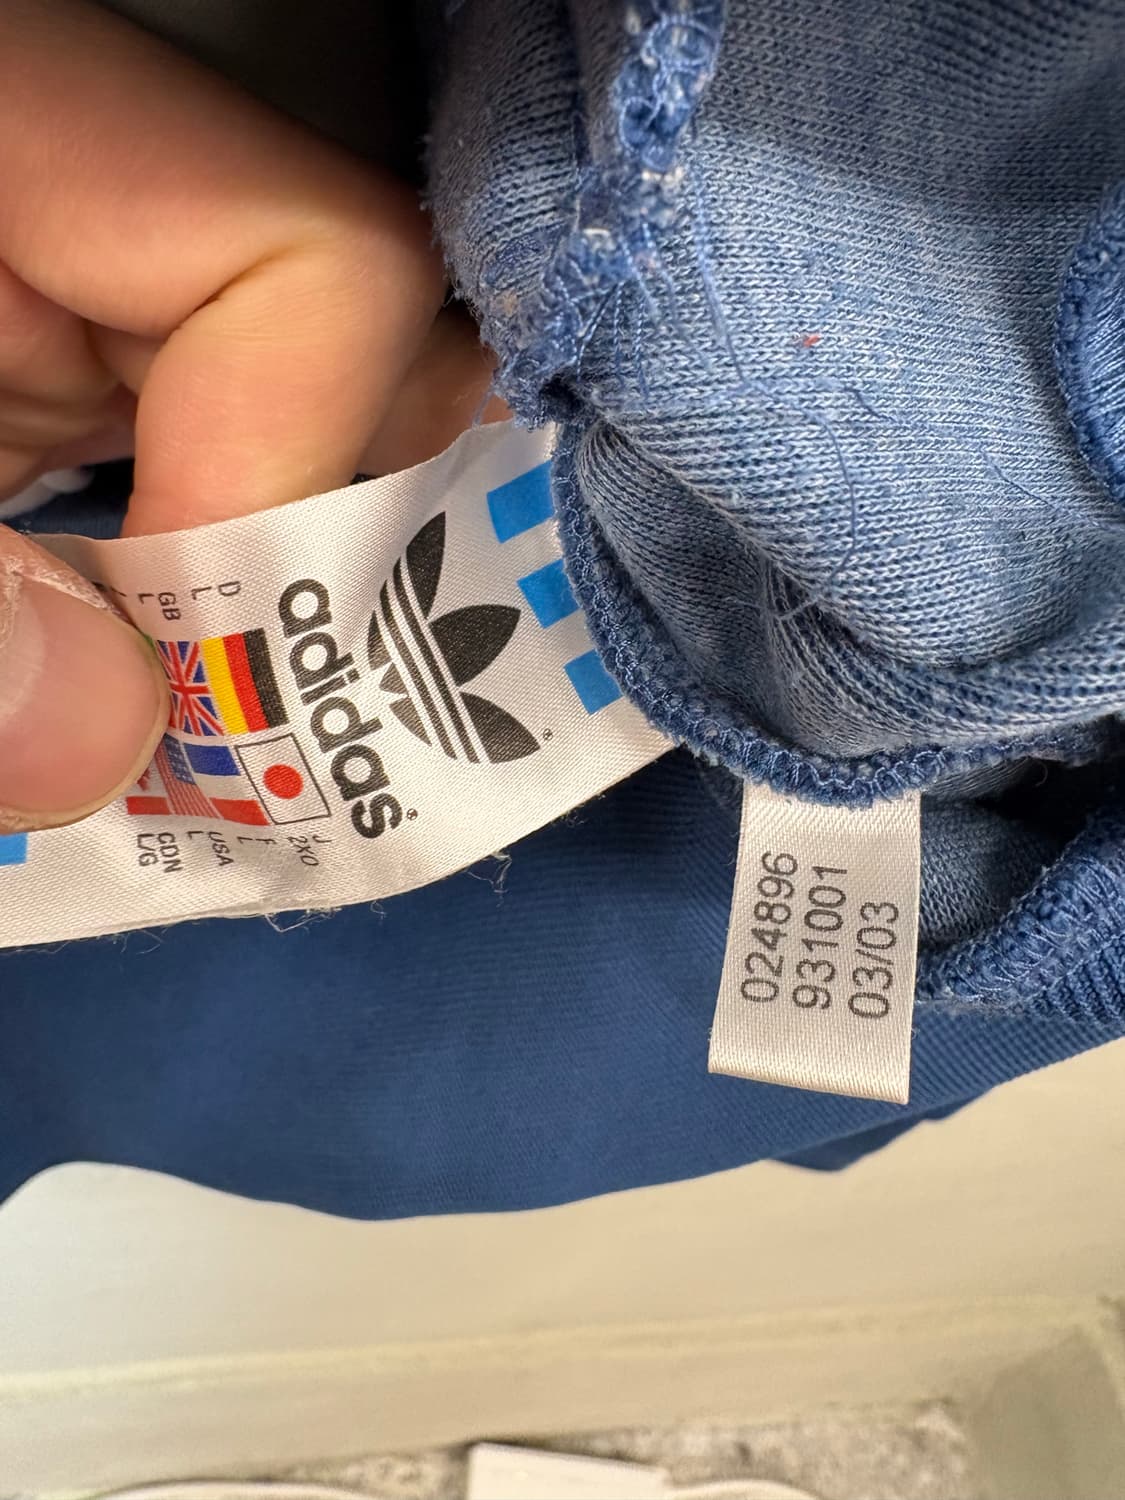 adidas
D
L
GB
L
J
2XO
F
L
USA
L
CDN
L/G
024896
931001
03/03